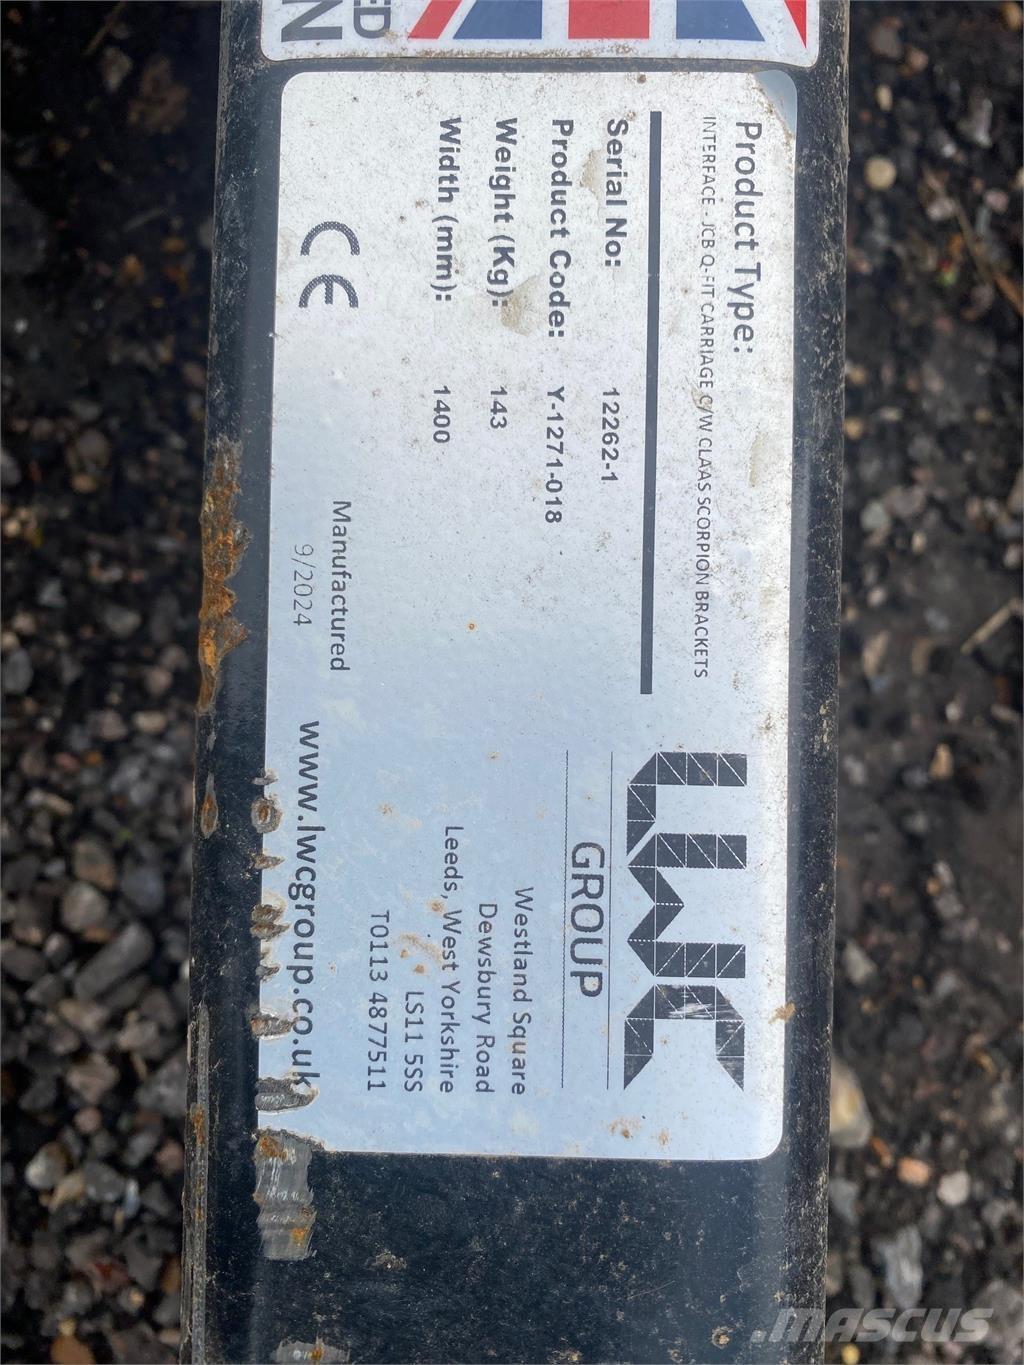 ED
N
Product Type:
INTERFACE - JCB Q-FIT CARRIAGE C/W CLAAS SCORPION BRACKETS
Serial No: 12262-1
Product Code: Y-1271-018
Weight (Kg): 143
Width (mm): 1400
CE
Manufactured
9/2024
LWC
GROUP
Westland Square
Dewsbury Road
Leeds, West Yorkshire
LS11 5SS
T0113 4877511
www.lwcgroup.co.uk
MASCUS